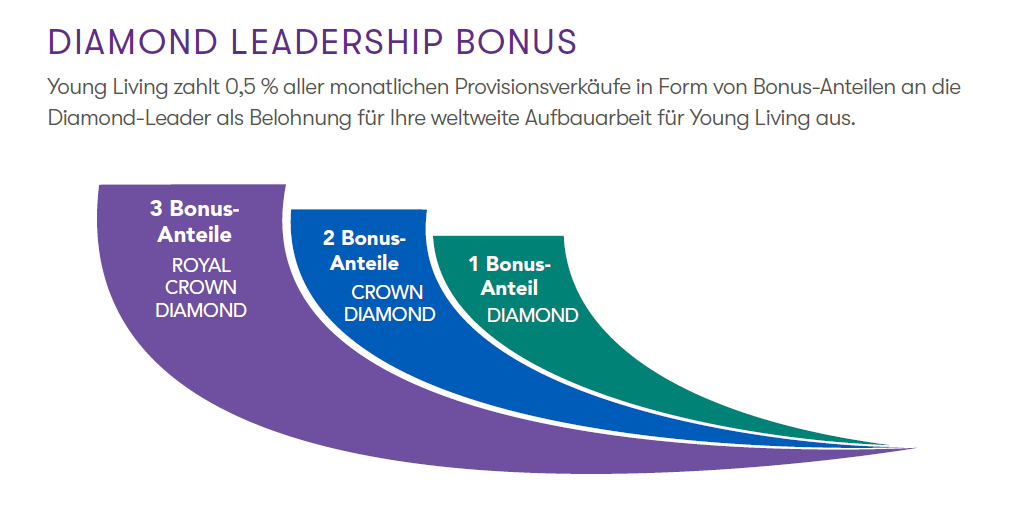 DIAMOND LEADERSHIP BONUS
Young Living zahlt 0,5 % aller monatlichen Provisionsverkäufe in Form von Bonus-Anteilen an die
Diamond-Leader als Belohnung für Ihre weltweite Aufbauarbeit für Young Living aus.
3 Bonus-
Anteile
ROYAL
CROWN
DIAMOND
2 Bonus-
Anteile
CROWN
DIAMOND
1 Bonus-
Anteil
DIAMOND